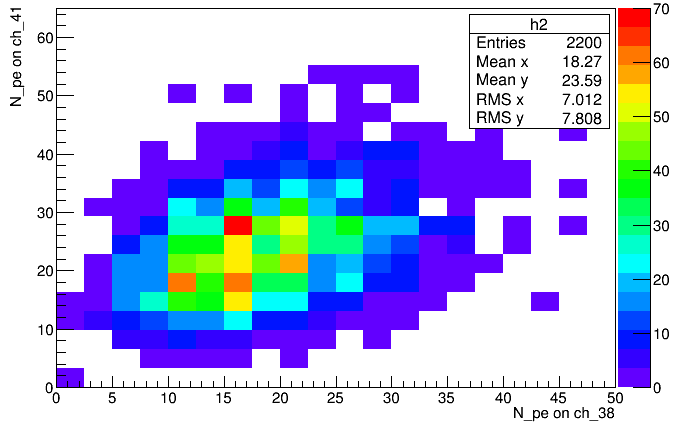 N_pe on ch_41
60
50
40
30
20
10
0
h2
Entries 2200
Mean x 18.27
Mean y 23.59
RMS x 7.012
RMS y 7.808
70
60
50
40
30
20
10
0
0 5 10 15 20 25 30 35 40 45 50
N_pe on ch_38